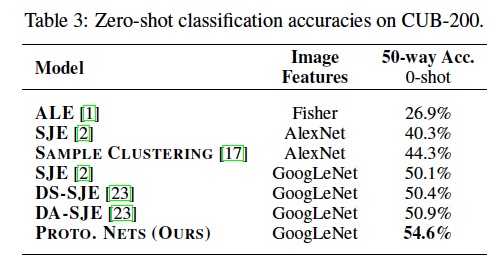 Table 3: Zero-shot classification accuracies on CUB-200.
Model Image Features 50-way Acc. 0-shot
ALE [1] Fisher 26.9%
SJE [2] AlexNet 40.3%
SAMPLE CLUSTERING [17] AlexNet 44.3%
SJE [2] GoogLeNet 50.1%
DS-SJE [23] GoogLeNet 50.4%
DA-SJE [23] GoogLeNet 50.9%
PROTO. NETS (OURS) GoogLeNet 54.6%